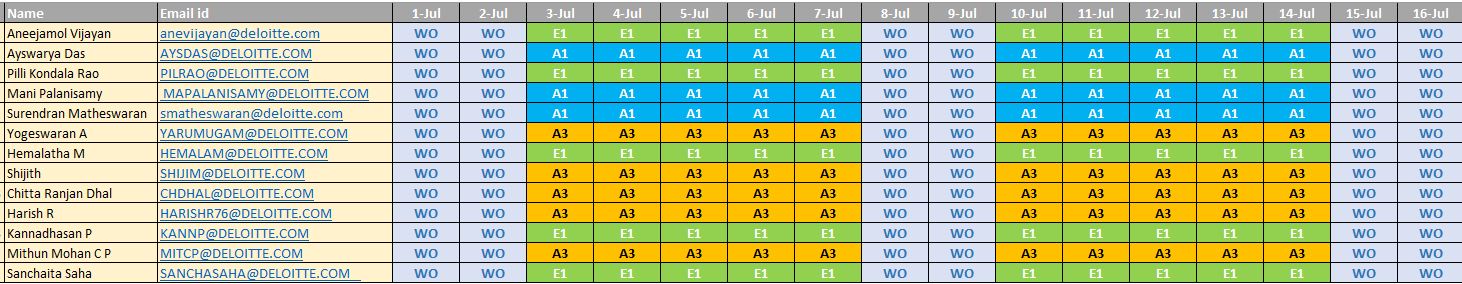 Name Email id 1-Jul 2-Jul 3-Jul 4-Jul 5-Jul 6-Jul 7-Jul 8-Jul 9-Jul 10-Jul 11-Jul 12-Jul 13-Jul 14-Jul 15-Jul 16-Jul
Aneejamol Vijayan anevijayan@deloitte.com WO WO E1 E1 E1 E1 E1 WO WO E1 E1 E1 E1 E1 WO WO
Ayswarya Das AYSDAS@DELOITTE.COM WO WO A1 A1 A1 A1 A1 WO WO A1 A1 A1 A1 A1 WO WO
Pilli Kondala Rao PILRAO@DELOITTE.COM WO WO E1 E1 E1 E1 E1 WO WO E1 E1 E1 E1 E1 WO WO
Mani Palanisamy MAPALANISAMY@DELOITTE.COM WO WO A1 A1 A1 A1 A1 WO WO A1 A1 A1 A1 A1 WO WO
Surendran Matheswaran smatheswaran@deloitte.com WO WO A1 A1 A1 A1 A1 WO WO A1 A1 A1 A1 A1 WO WO
Yogeswaran A YARUMUGAM@DELOITTE.COM WO WO A3 A3 A3 A3 A3 WO WO A3 A3 A3 A3 A3 WO WO
Hemalatha M HEMALAM@DELOITTE.COM WO WO E1 E1 E1 E1 E1 WO WO E1 E1 E1 E1 E1 WO WO
Shijith SHIJIM@DELOITTE.COM WO WO A3 A3 A3 A3 A3 WO WO A3 A3 A3 A3 A3 WO WO
Chitta Ranjan Dhal CHDHAL@DELOITTE.COM WO WO A3 A3 A3 A3 A3 WO WO A3 A3 A3 A3 A3 WO WO
Harish R HARISHR76@DELOITTE.COM WO WO A3 A3 A3 A3 A3 WO WO A3 A3 A3 A3 A3 WO WO
Kannadhasan P KANNP@DELOITTE.COM WO WO E1 E1 E1 E1 E1 WO WO E1 E1 E1 E1 E1 WO WO
Mithun Mohan C P MITCP@DELOITTE.COM WO WO A3 A3 A3 A3 A3 WO WO A3 A3 A3 A3 A3 WO WO
Sanchaita Saha SANCHASAHA@DELOITTE.COM WO WO E1 E1 E1 E1 E1 WO WO E1 E1 E1 E1 E1 WO WO